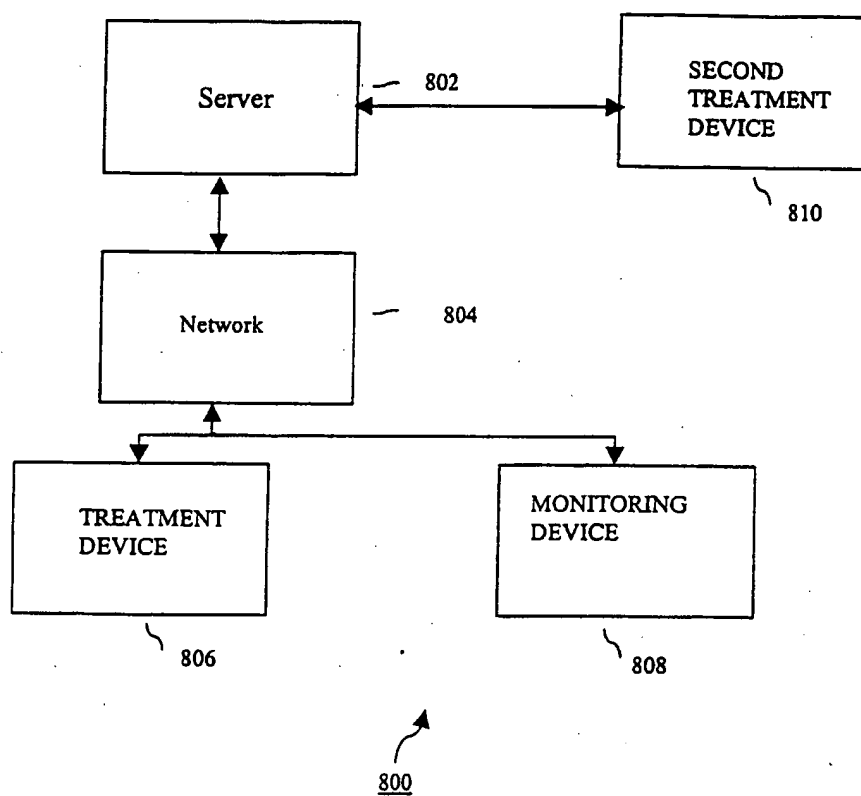 Server
802
SECOND
TREATMENT
DEVICE
810
Network
804
TREATMENT
DEVICE
806
MONITORING
DEVICE
808
800